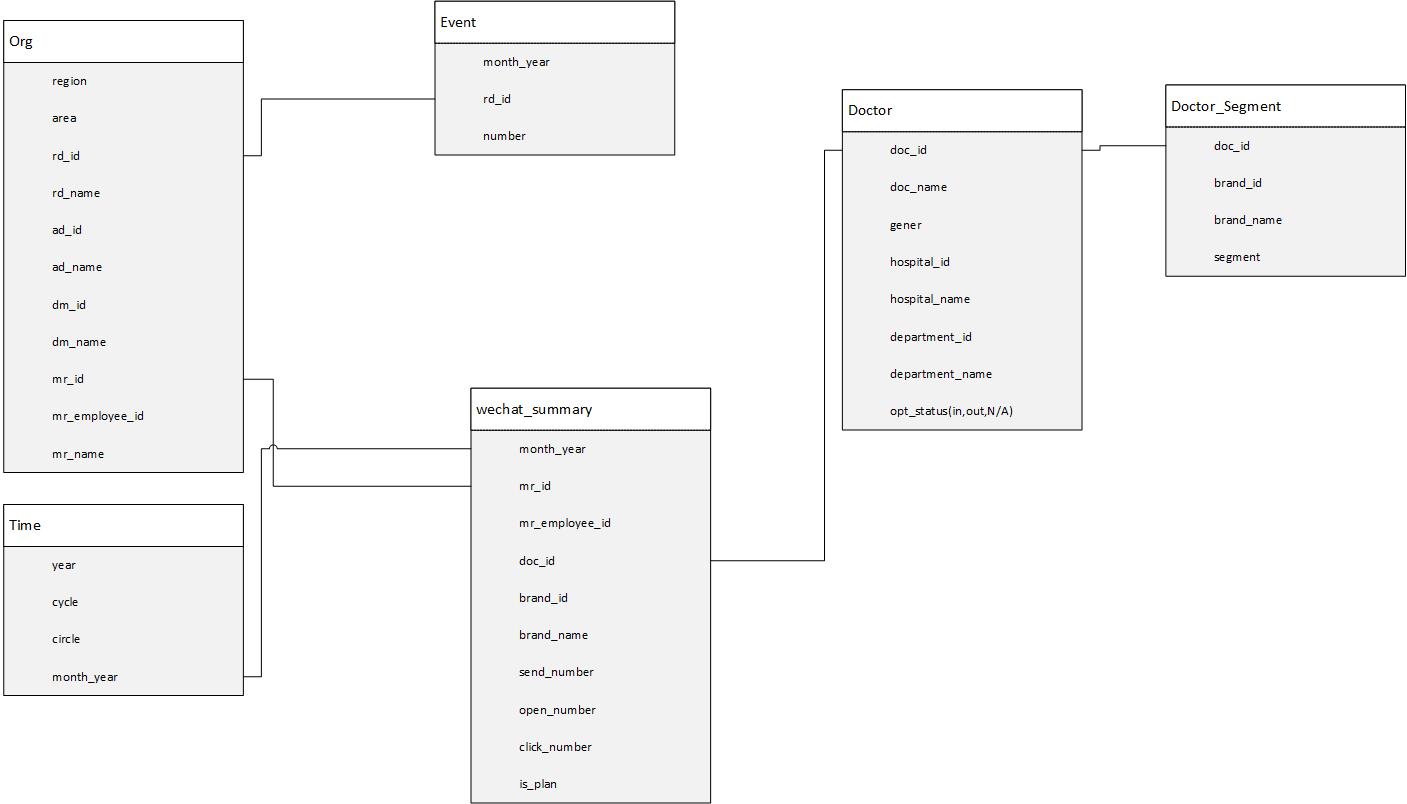 Org
region
area
rd_id
rd_name
ad_id
ad_name
dm_id
dm_name
mr_id
mr_employee_id
mr_name
Event
month_year
rd_id
number
Doctor
doc_id
doc_name
gener
hospital_id
hospital_name
department_id
department_name
opt_status(in,out,N/A)
Doctor_Segment
doc_id
brand_id
brand_name
segment
Time
year
cycle
circle
month_year
wechat_summary
month_year
mr_id
mr_employee_id
doc_id
brand_id
brand_name
send_number
open_number
click_number
is_plan